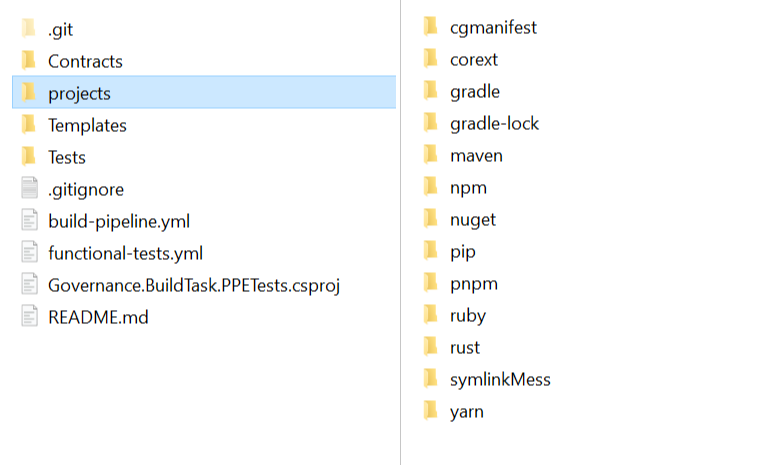 .git
Contracts
projects
Templates
Tests
.gitignore
build-pipeline.yml
functional-tests.yml
Governance.BuildTask.PPETests.csproj
README.md
cgmanifest
corext
gradle
gradle-lock
maven
npm
nuget
pip
pnpm
ruby
rust
symlinkMess
yarn